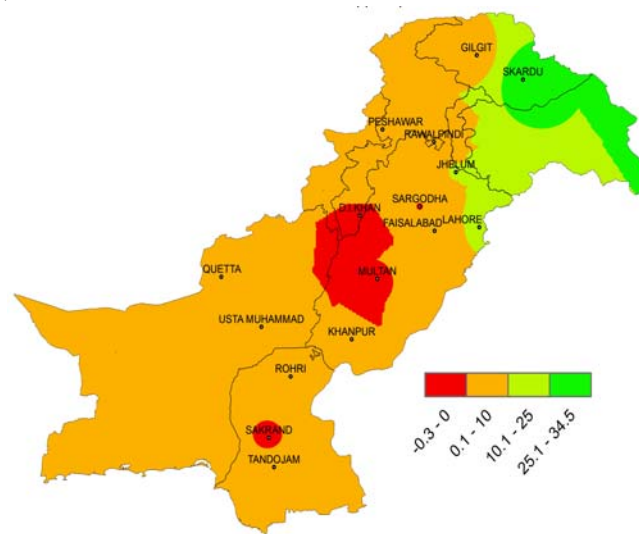 GILGIT
SKARDU
PESHAWAR
RAWALPINDI
JHELUM
SARGODHA
D.I.KHAN
FAISALABAD
LAHORE
QUETTA
MULTAN
USTA MUHAMMAD
KHANPUR
ROHRI
SAKRAND
TANDOJAM
-0.3 - 0
0.1 - 10
10.1 - 25
25.1 - 34.5